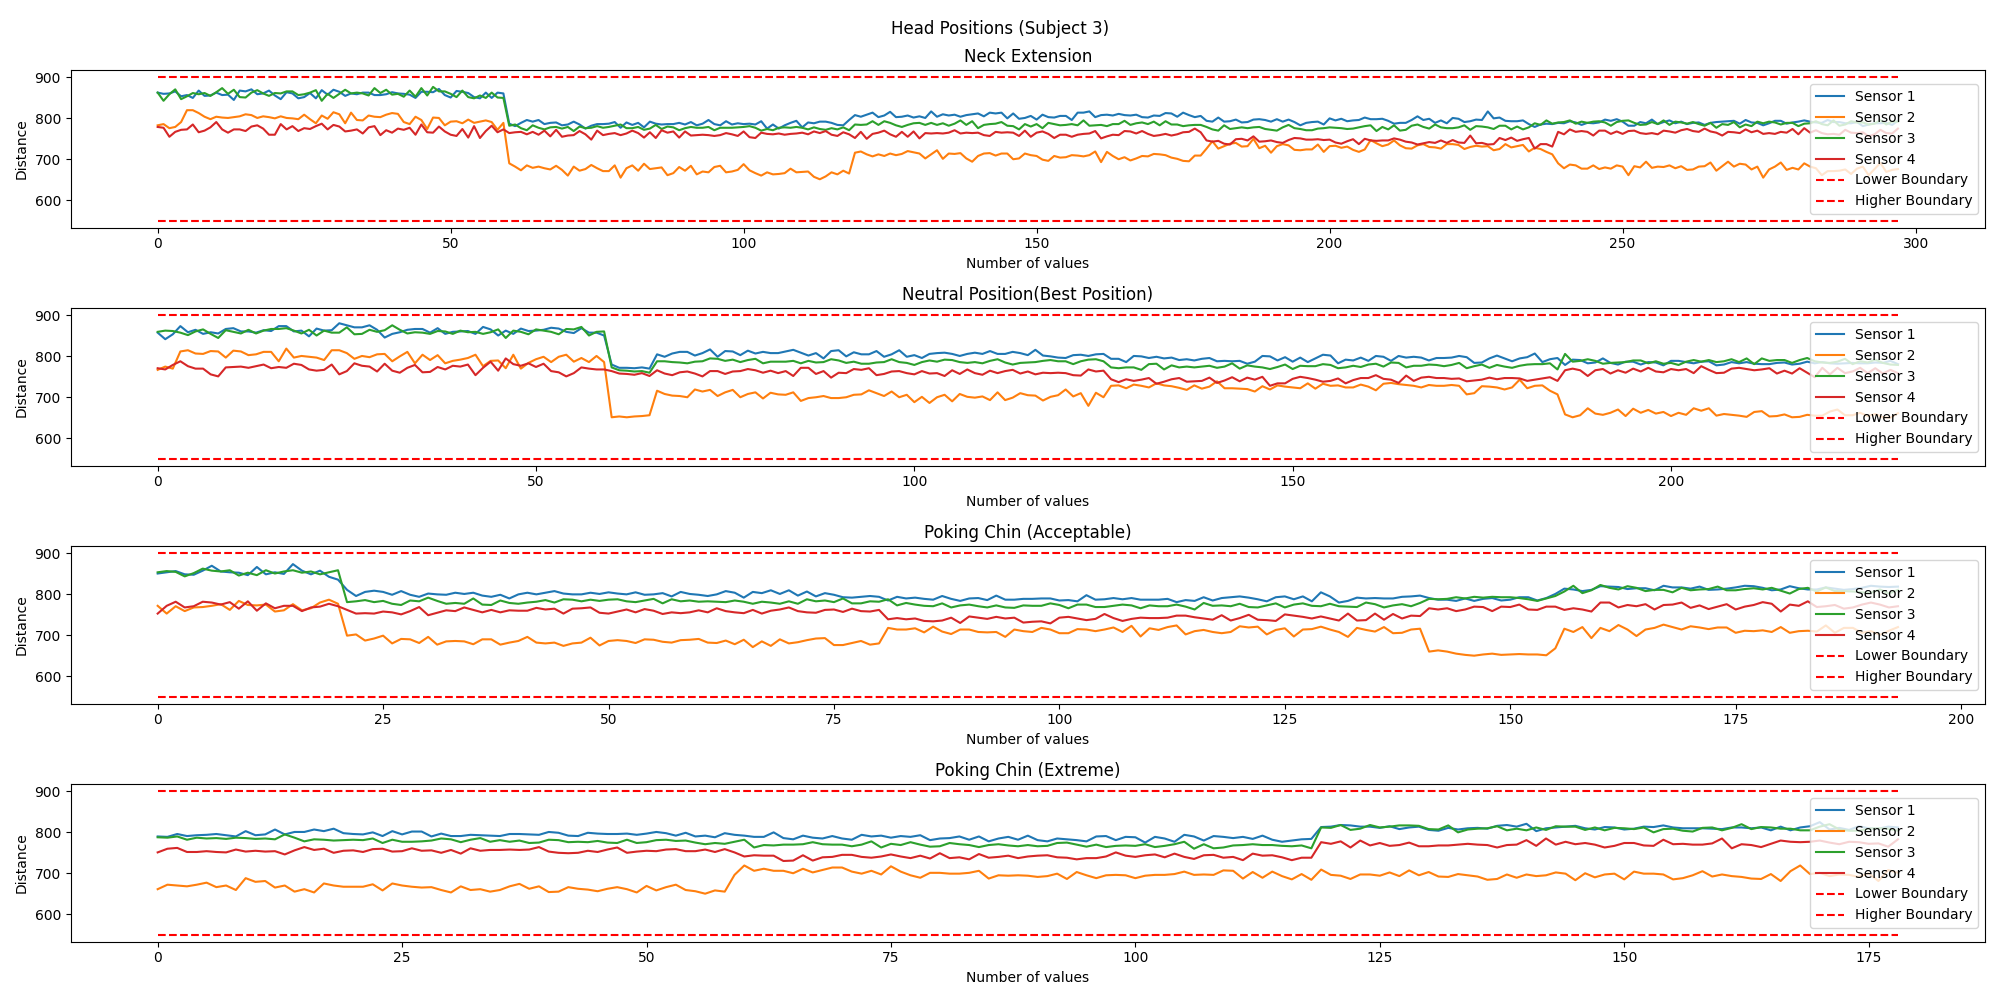 Head Positions (Subject 3)
Neck Extension
900
800
700
600
Distance
Sensor 1
Sensor 2
Sensor 3
Sensor 4
Lower Boundary
Higher Boundary
0 50 100 150 200 250 300
Number of values
Neutral Position(Best Position)
900
800
700
600
Distance
Sensor 1
Sensor 2
Sensor 3
Sensor 4
Lower Boundary
Higher Boundary
0 50 100 150 200
Number of values
Poking Chin (Acceptable)
900
800
700
600
Distance
Sensor 1
Sensor 2
Sensor 3
Sensor 4
Lower Boundary
Higher Boundary
0 25 50 75 100 125 150 175 200
Number of values
Poking Chin (Extreme)
900
800
700
600
Distance
Sensor 1
Sensor 2
Sensor 3
Sensor 4
Lower Boundary
Higher Boundary
0 25 50 75 100 125 150 175
Number of values